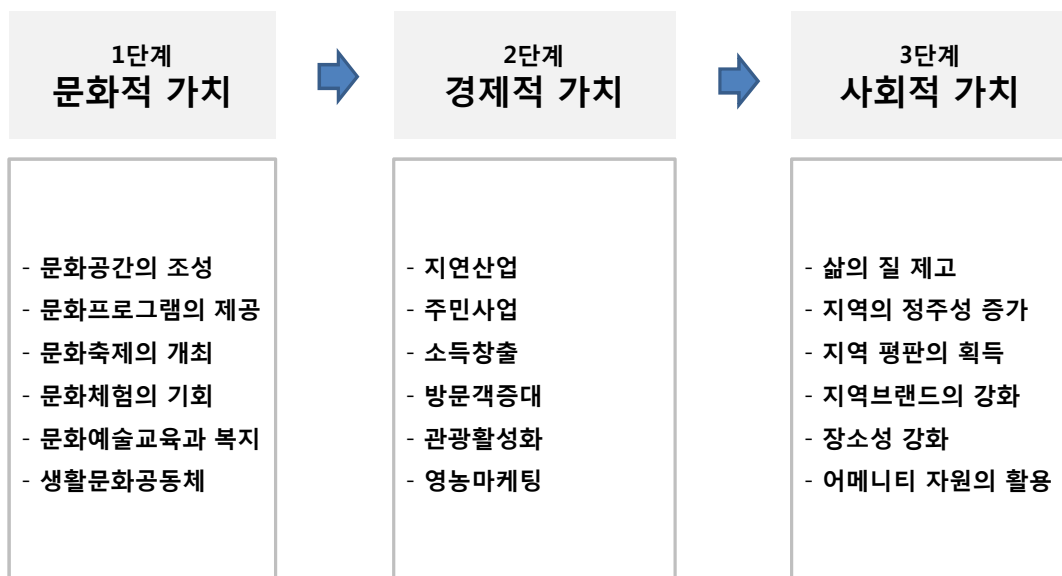 1단계
문화적 가치
2단계
경제적 가치
3단계
사회적 가치
- 문화공간의 조성
- 문화프로그램의 제공
- 문화축제의 개최
- 문화체험의 기회
- 문화예술교육과 복지
- 생활문화공동체
- 지연산업
- 주민사업
- 소득창출
- 방문객증대
- 관광활성화
- 영농마케팅
- 삶의 질 제고
- 지역의 정주성 증가
- 지역 평판의 획득
- 지역브랜드의 강화
- 장소성 강화
- 어메니티 자원의 활용